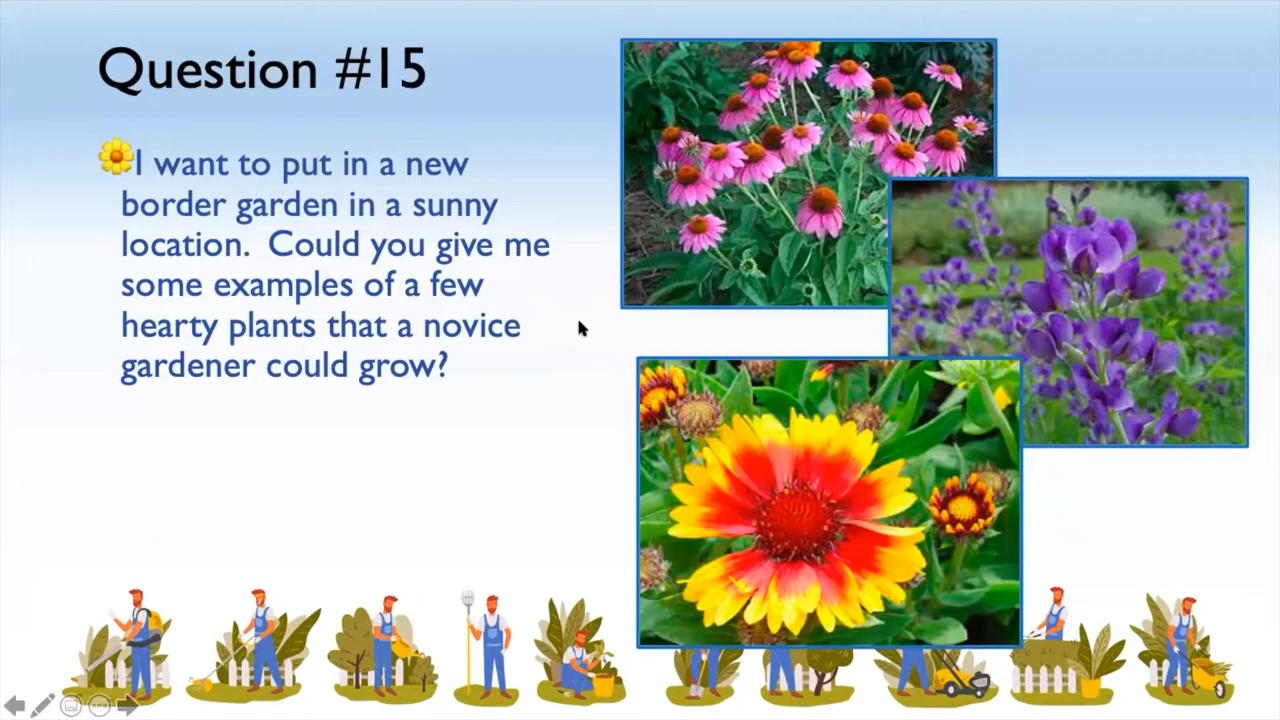 Question #15
I want to put in a new
border garden in a sunny
location.  Could you give me
some examples of a few
hearty plants that a novice
gardener could grow?